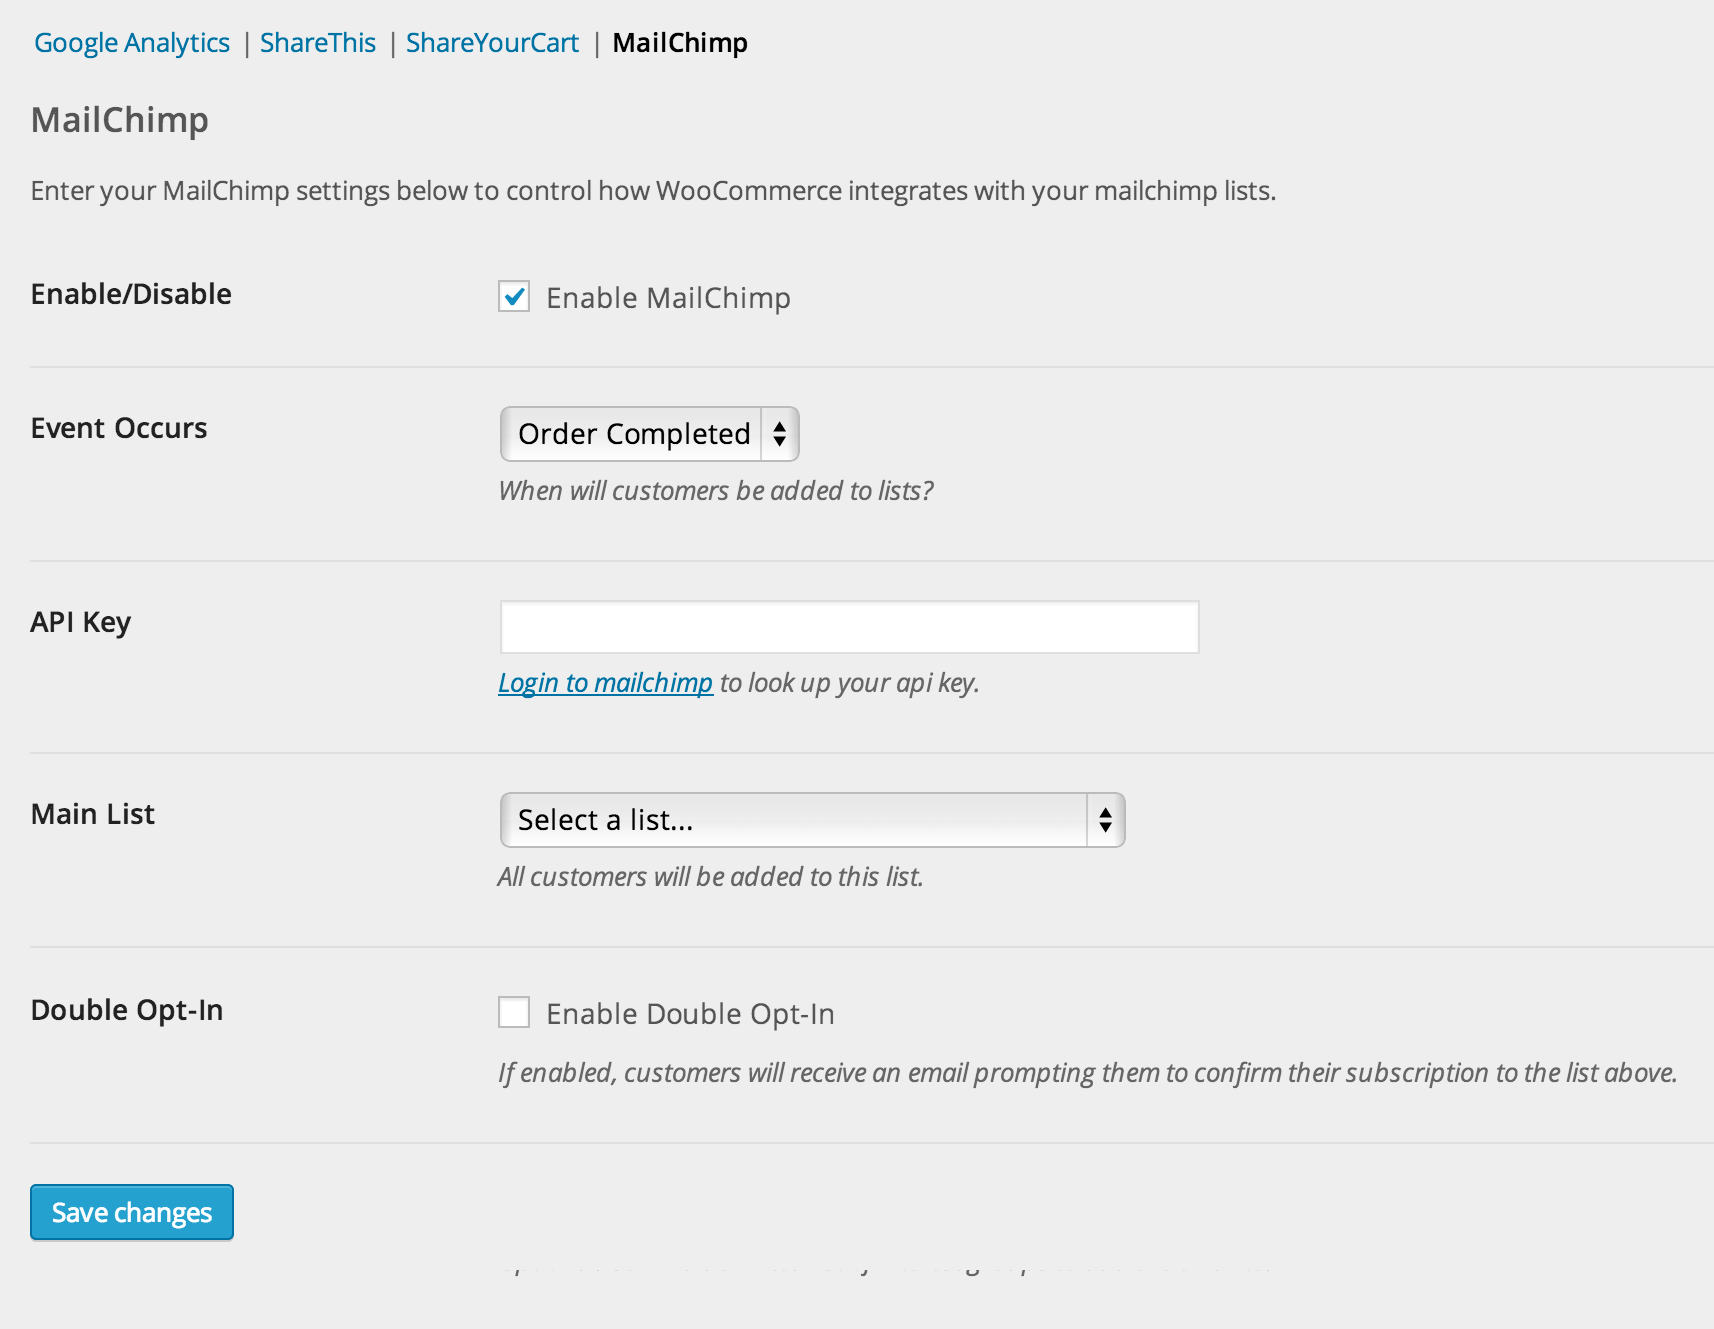 Google Analytics | ShareThis | ShareYourCart | MailChimp
MailChimp
Enter your MailChimp settings below to control how WooCommerce integrates with your mailchimp lists.
Enable/Disable
Enable MailChimp
Event Occurs
Order Completed
When will customers be added to lists?
API Key
Login to mailchimp to look up your api key.
Main List
Select a list...
All customers will be added to this list.
Double Opt-In
Enable Double Opt-In
If enabled, customers will receive an email prompting them to confirm their subscription to the list above.
Save changes